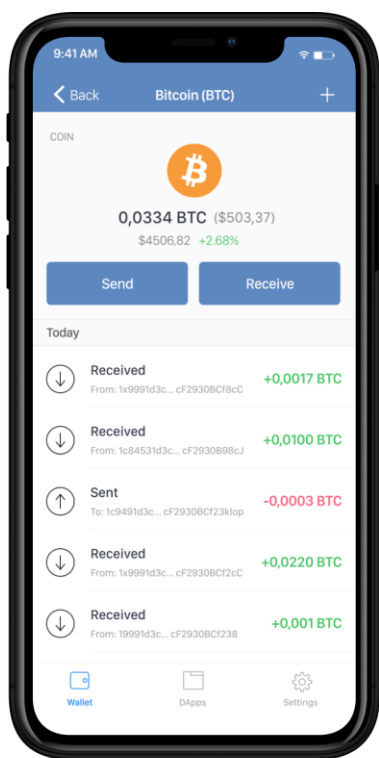 9:41 AM
Back Bitcoin (BTC) +
COIN
0,0334 BTC ($503,37)
$4506,82 +2.68%
Send Receive
Today
Received
+0,0017 BTC
From: 1x9991d3c... cF2930BCf8cC
Received
+0,0100 BTC
From: 1c84531d3c... cF2930B98cJ
Sent
-0,0003 BTC
To: 1c9491d3c... cF2930BCf23klop
Received
+0,0220 BTC
From: 1x9991d3c... cF2930BCf2cC
Received
+0,001 BTC
From: 19991d3c... cF2930BCf238
Wallet DApps Settings